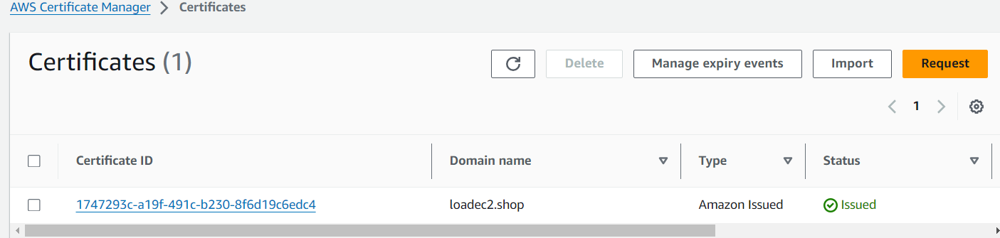 AWS Certificate Manager > Certificates
Certificates (1)
Delete Manage expiry events Import Request
1
Certificate ID Domain name Type Status
1747293c-a19f-491c-b230-8f6d19c6edc4 loadec2.shop Amazon Issued Issued